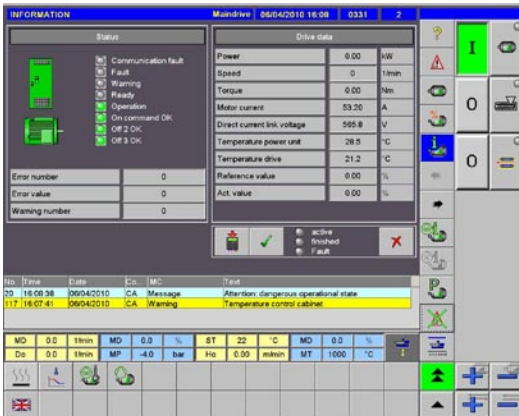 INFORMATION Maindrive 06/04/2010 16:08 0331 2
Status
Communication fault
Fault
Warning
Ready
Operation
On command OK
Off 2 OK
Off 3 OK
Error number 0
Error value 0
Warning number 0
Drive data
Power 0.00 kW
Speed 0 1/min
Torque 0.00 Nm
Motor current 53.20 A
Direct current link voltage 565.8 V
Temperature power unit 28.5 °C
Temperature drive 21.2 °C
Reference value 0.00 %
Act. value 0.00 %
active
finished
Fault
No Time Date Co... MC Text
20 16:08:38 06/04/2010 CA Message Attention: dangerous operational state
117 16:07:41 06/04/2010 CA Warning Temperature control cabinet
MD 0.0 1/min MD 0.0 % ST 22 °C MD 0.0 %
Do 0.0 1/min MP -4.0 bar Ho 0.00 m/min MT 1000 °C
?
i
P
I
0
0